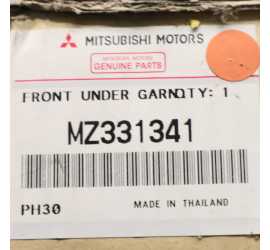 MITSUBISHI MOTORS
MITSUBISHI MOTORS
GENUINE PARTS
FRONT UNDER GARNQTY: 1
MZ331341
PH30 MADE IN THAILAND